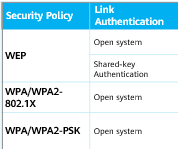 Security Policy
Link
Authentication
WEP
Open system
Shared-key
Authentication
WPA/WPA2-
802.1X
Open system
WPA/WPA2-PSK
Open system